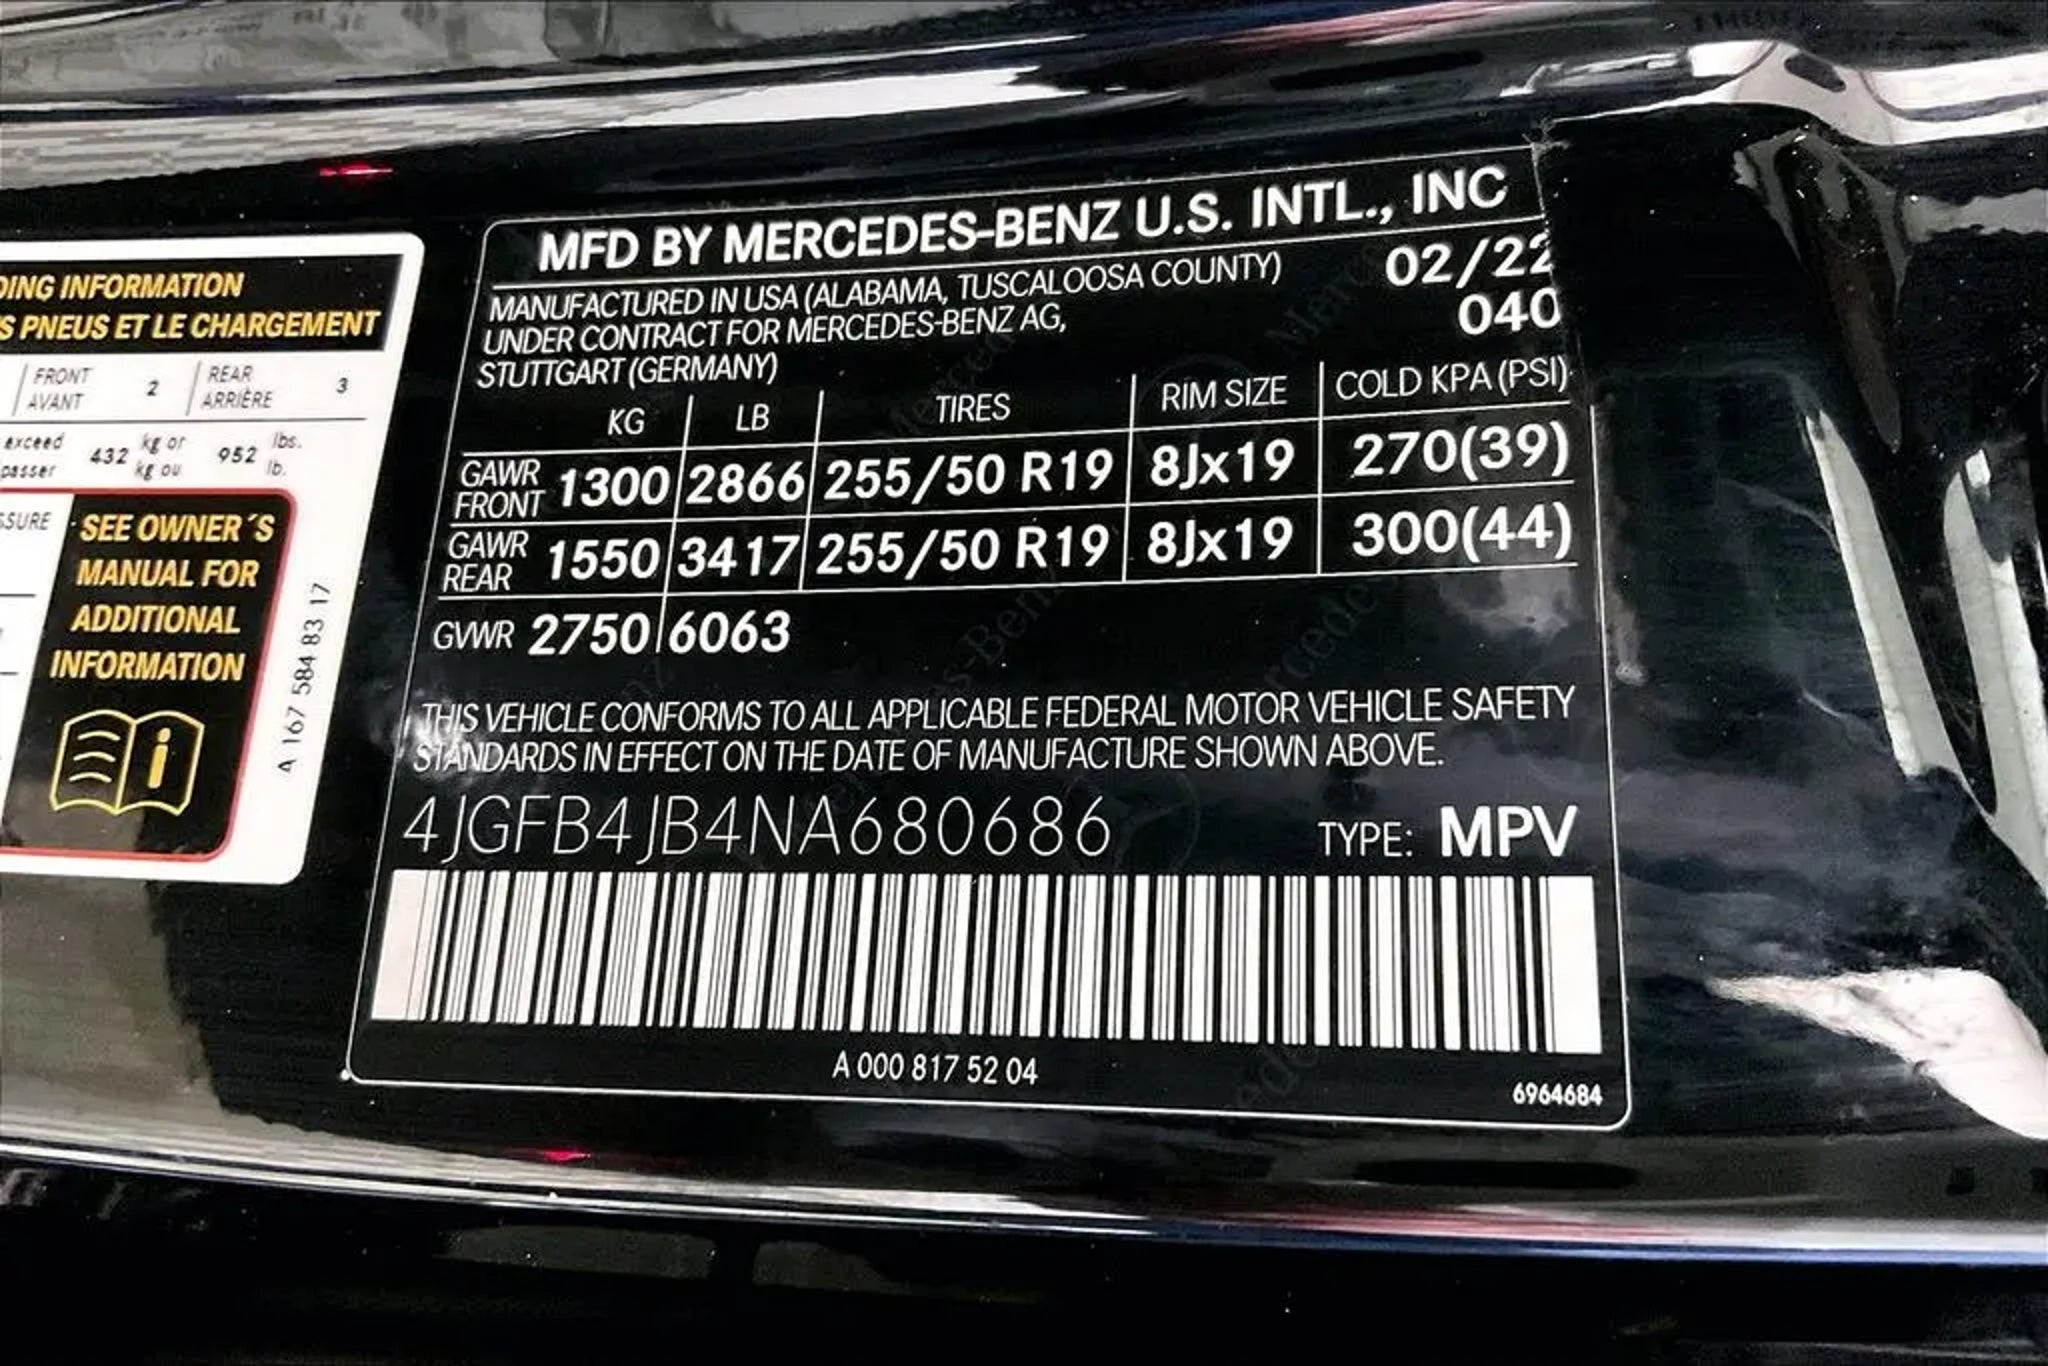 DING INFORMATION
S PNEUS ET LE CHARGEMENT
FRONT 2 REAR 3
AVANT ARRIÈRE
exceed 432 kg or 952 lbs.
passer kg ou lb.
SSURE
SEE OWNER´S
MANUAL FOR
ADDITIONAL
INFORMATION
A 167 584 83 17
MFD BY MERCEDES-BENZ U.S. INTL., INC
MANUFACTURED IN USA (ALABAMA, TUSCALOOSA COUNTY) 02/22
UNDER CONTRACT FOR MERCEDES-BENZ AG, 040
STUTTGART (GERMANY)
KG LB TIRES RIM SIZE COLD KPA (PSI)
GAWR FRONT 1300 2866 255/50 R19 8Jx19 270(39)
GAWR REAR 1550 3417 255/50 R19 8Jx19 300(44)
GVWR 2750 6063
THIS VEHICLE CONFORMS TO ALL APPLICABLE FEDERAL MOTOR VEHICLE SAFETY
STANDARDS IN EFFECT ON THE DATE OF MANUFACTURE SHOWN ABOVE.
4JGFB4JB4NA680686 TYPE: MPV
A 000 817 52 04
6964684